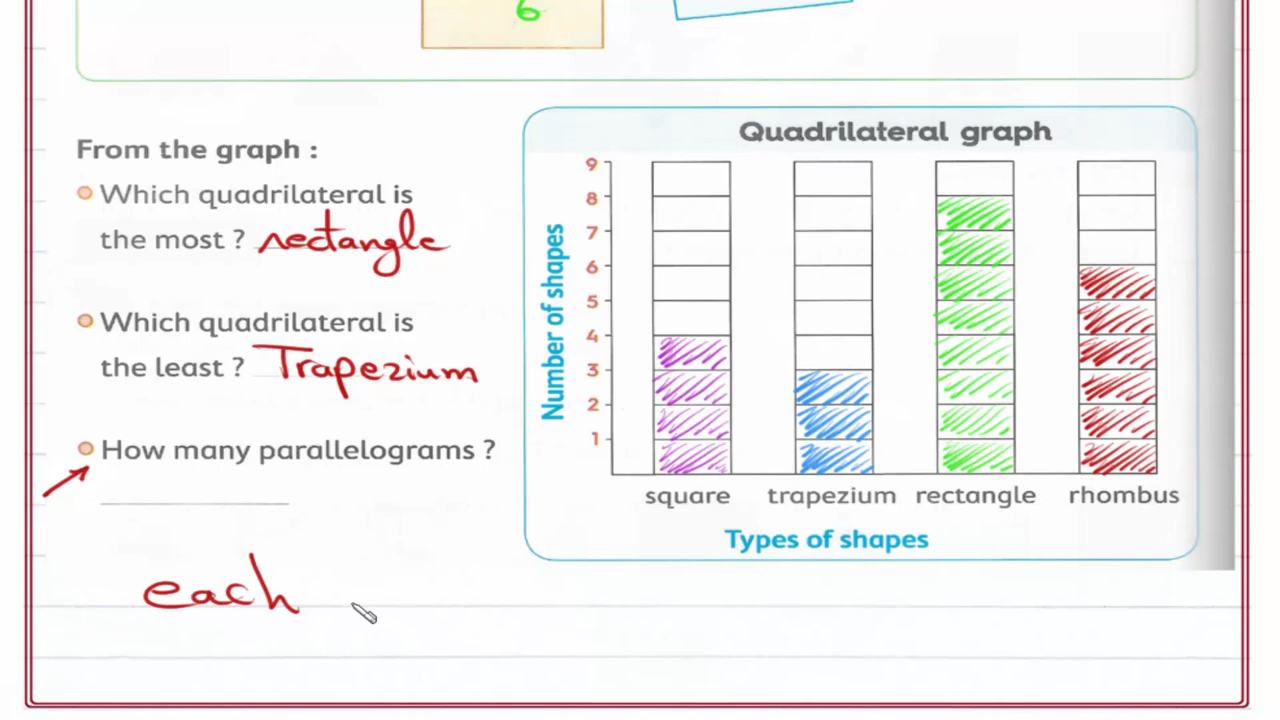 6
From the graph :
Which quadrilateral is
the most ? rectangle
Which quadrilateral is
the least ? Trapezium
How many parallelograms ?
each
Quadrilateral graph
Number of shapes
9
8
7
6
5
4
3
2
1
square trapezium rectangle rhombus
Types of shapes